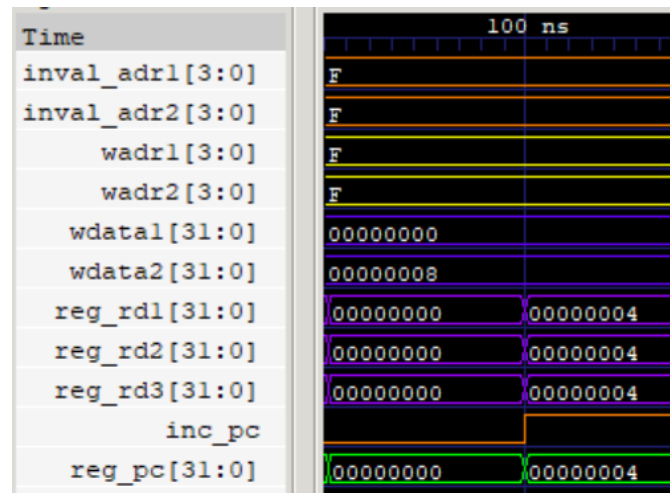 Time 100 ns
inval_adr1[3:0] F
inval_adr2[3:0] F
wadr1[3:0] F
wadr2[3:0] F
wdata1[31:0] 00000000
wdata2[31:0] 00000008
reg_rd1[31:0] 00000000 00000004
reg_rd2[31:0] 00000000 00000004
reg_rd3[31:0] 00000000 00000004
inc_pc
reg_pc[31:0] 00000000 00000004